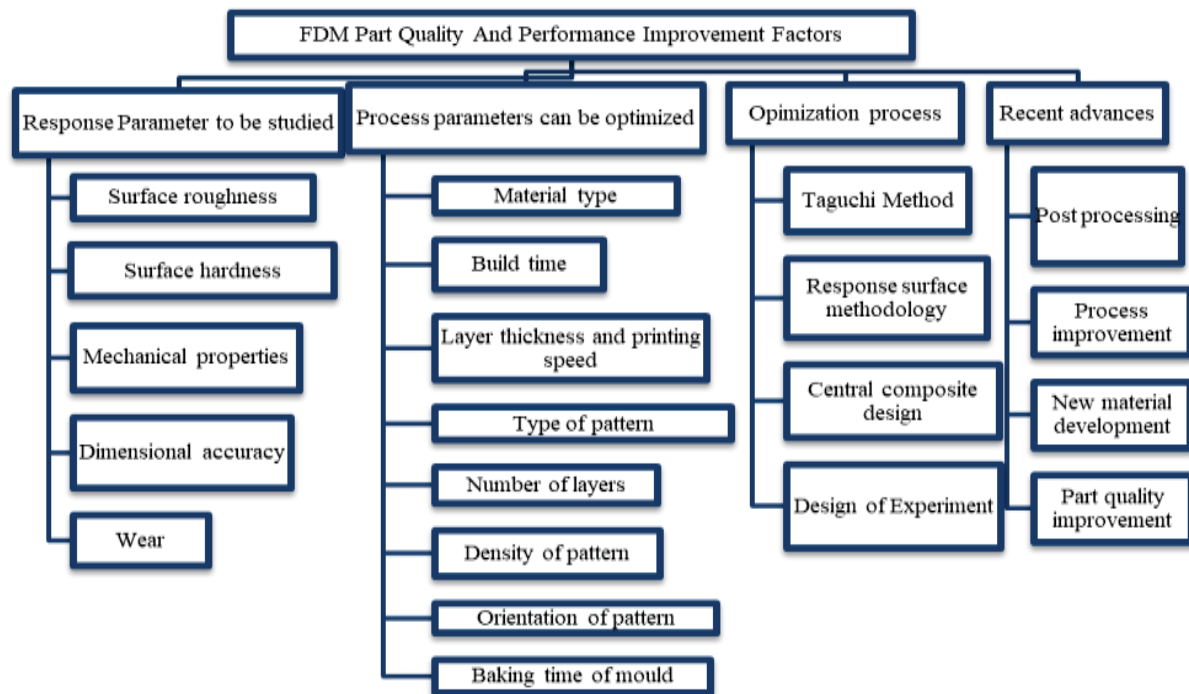 FDM Part Quality And Performance Improvement Factors
Response Parameter to be studied
Surface roughness
Surface hardness
Mechanical properties
Dimensional accuracy
Wear
Process parameters can be optimized
Material type
Build time
Layer thickness and printing
speed
Type of pattern
Number of layers
Density of pattern
Orientation of pattern
Baking time of mould
Opimization process
Taguchi Method
Response surface
methodology
Central composite
design
Design of Experiment
Recent advances
Post processing
Process
improvement
New material
development
Part quality
improvement